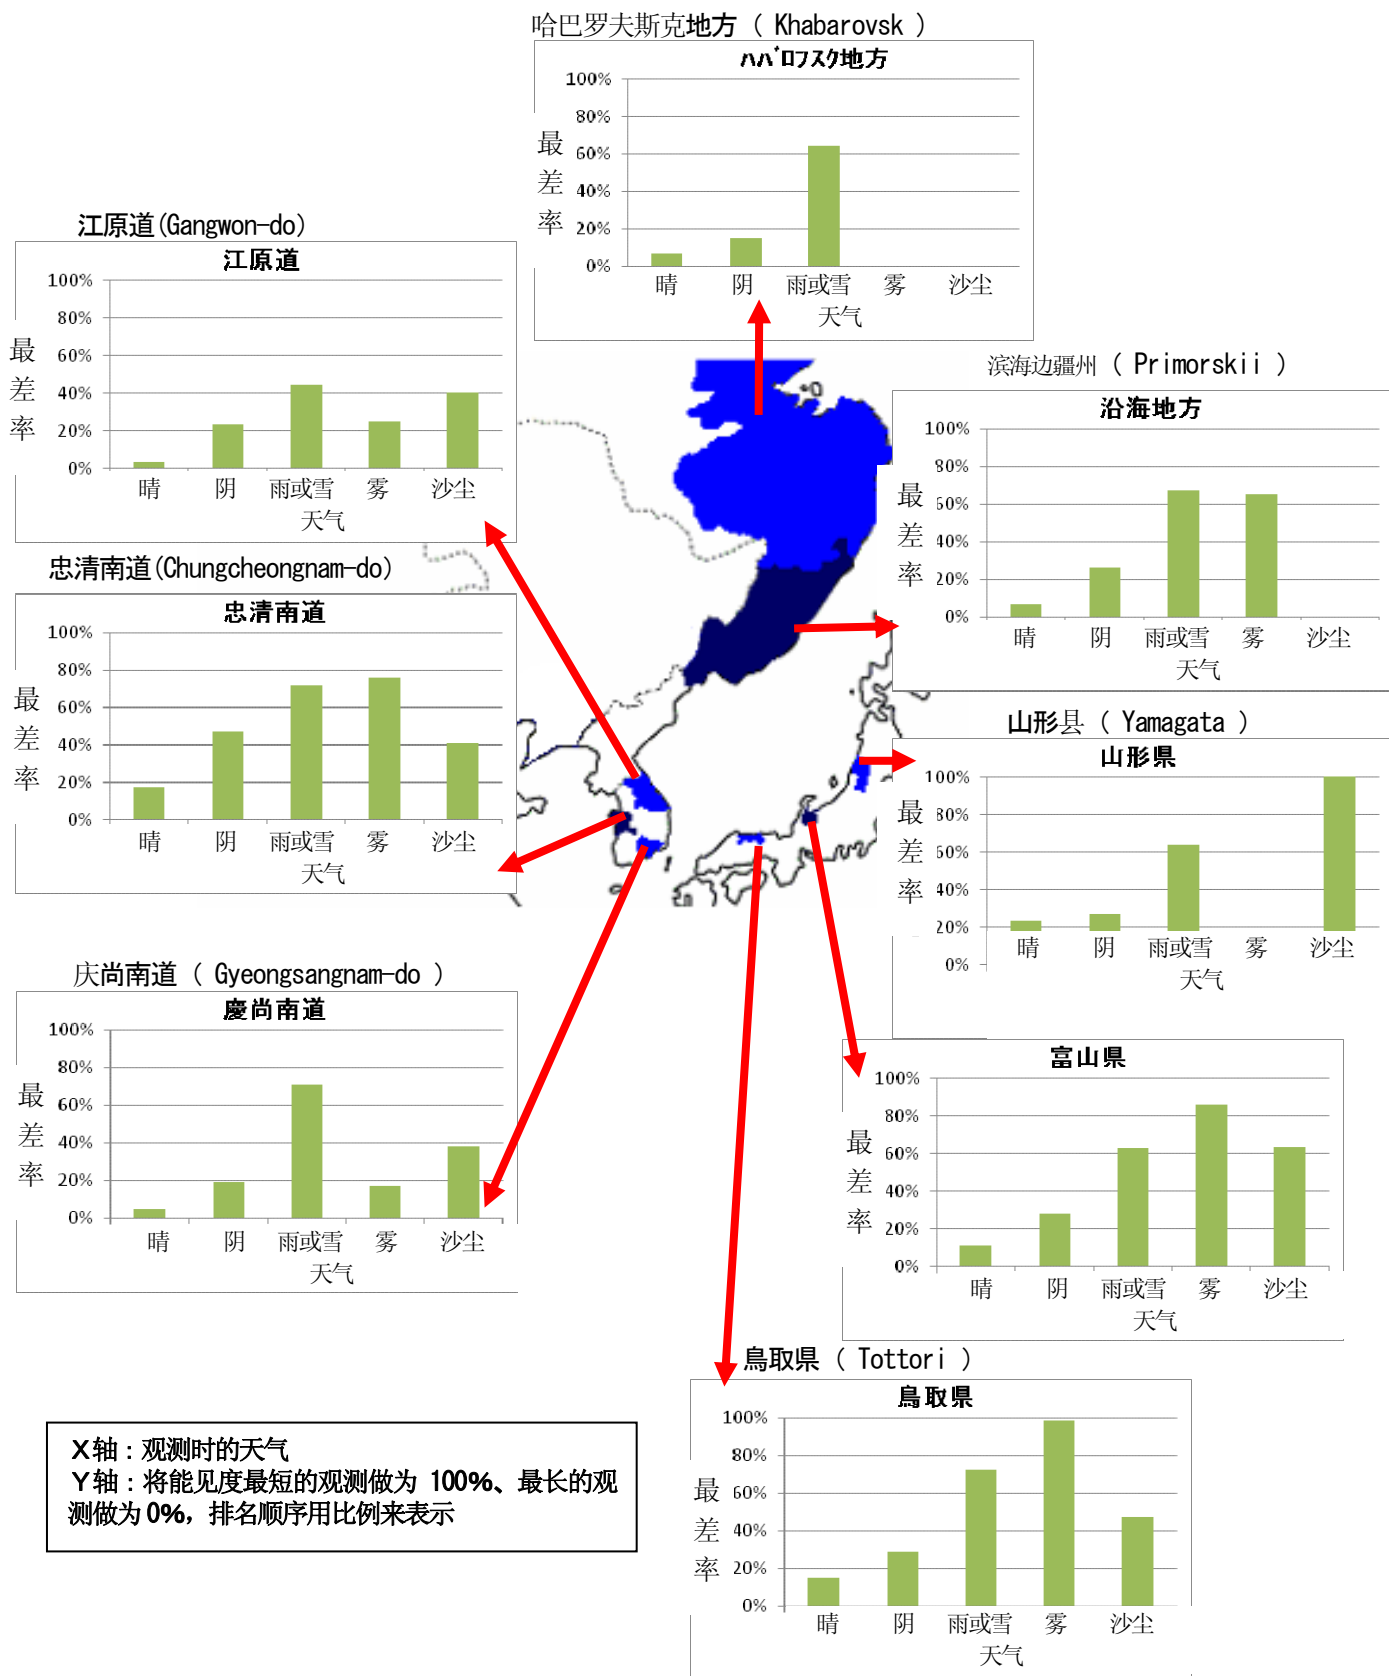 哈巴罗夫斯克地方 ( Khabarovsk )
ﾊﾊﾞﾛﾌｽｸ地方
100%
80%
60%
40%
20%
0%
最差率
晴 阴 雨或雪 雾 沙尘
天气
江原道(Gangwon-do)
江原道
100%
80%
60%
40%
20%
0%
最差率
晴 阴 雨或雪 雾 沙尘
天气
滨海边疆州 ( Primorskii )
沿海地方
100%
80%
60%
40%
20%
0%
最差率
晴 阴 雨或雪 雾 沙尘
天气
忠清南道(Chungcheongnam-do)
忠清南道
100%
80%
60%
40%
20%
0%
最差率
晴 阴 雨或雪 雾 沙尘
天气
山形县 ( Yamagata )
山形県
100%
80%
60%
40%
20%
0%
最差率
晴 阴 雨或雪 雾 沙尘
天气
庆尚南道 ( Gyeongsangnam-do )
慶尚南道
100%
80%
60%
40%
20%
0%
最差率
晴 阴 雨或雪 雾 沙尘
天气
富山県
100%
80%
60%
40%
20%
0%
最差率
晴 阴 雨或雪 雾 沙尘
天气
鳥取県 ( Tottori )
鳥取県
100%
80%
60%
40%
20%
0%
最差率
晴 阴 雨或雪 雾 沙尘
天气
X轴：观测时的天气
Y轴：将能见度最短的观测做为 100%、最长的观
测做为 0%，排名顺序用比例来表示